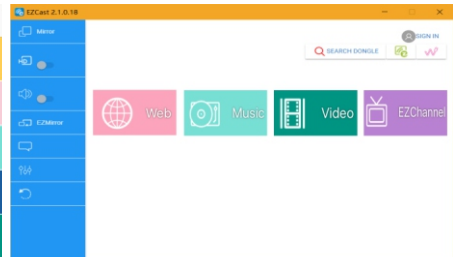 EZCast 2.1.0.18
Mirror
SIGN IN
SEARCH DONGLE
Web
Music
Video
EZChannel
EZMirror